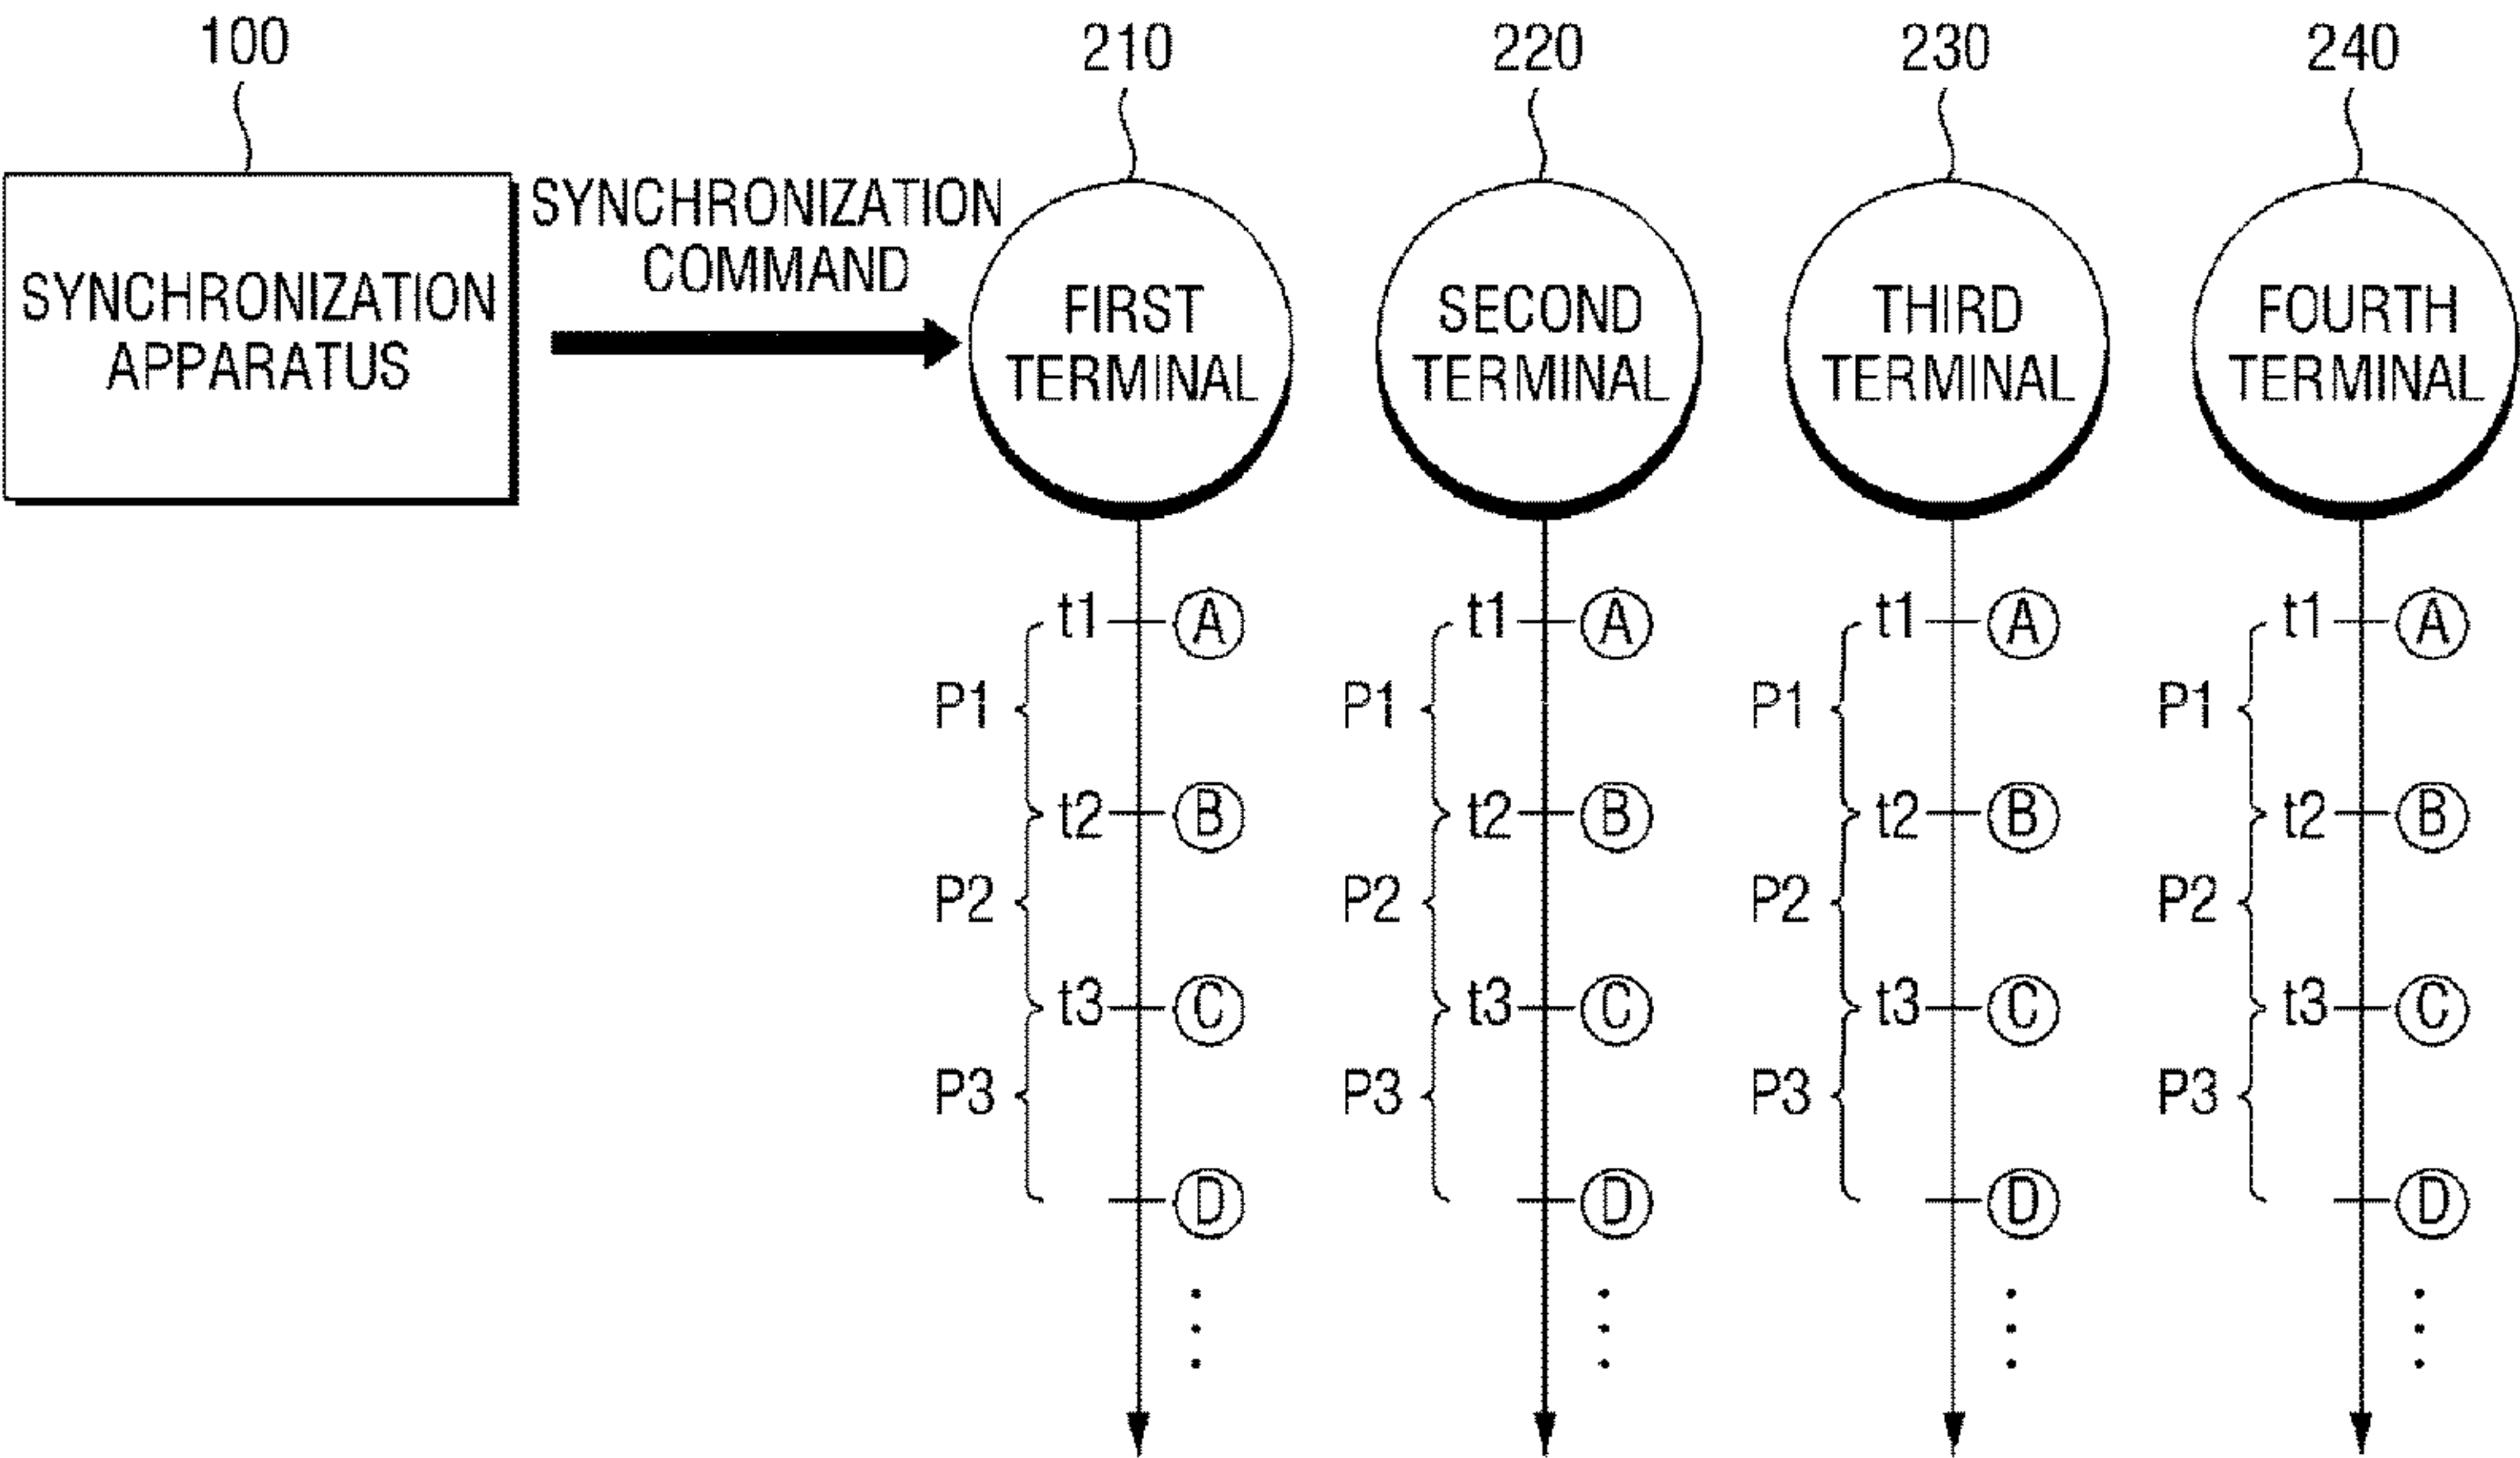 100
210
220
230
240
SYNCHRONIZATION
APPARATUS
SYNCHRONIZATION
COMMAND
FIRST
TERMINAL
SECOND
TERMINAL
THIRD
TERMINAL
FOURTH
TERMINAL
t1 A
t1 A
t1 A
t1 A
P1
P1
P1
P1
t2 B
t2 B
t2 B
t2 B
P2
P2
P2
P2
t3 C
t3 C
t3 C
t3 C
P3
P3
P3
P3
D
D
D
D